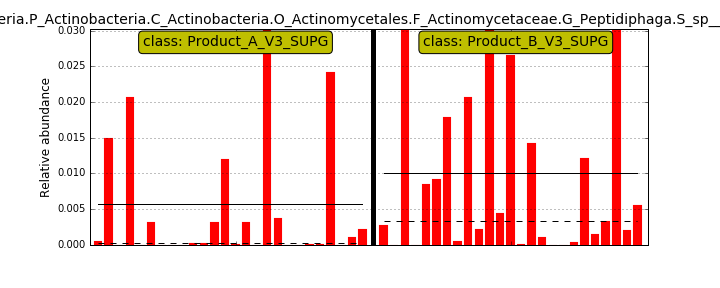 eria.P_Actinobacteria.C_Actinobacteria.O_Actinomycetales.F_Actinomycetaceae.G_Peptidiphaga.S_sp__
class: Product_A_V3_SUPG
class: Product_B_V3_SUPG
Relative abundance
0.030
0.025
0.020
0.015
0.010
0.005
0.000